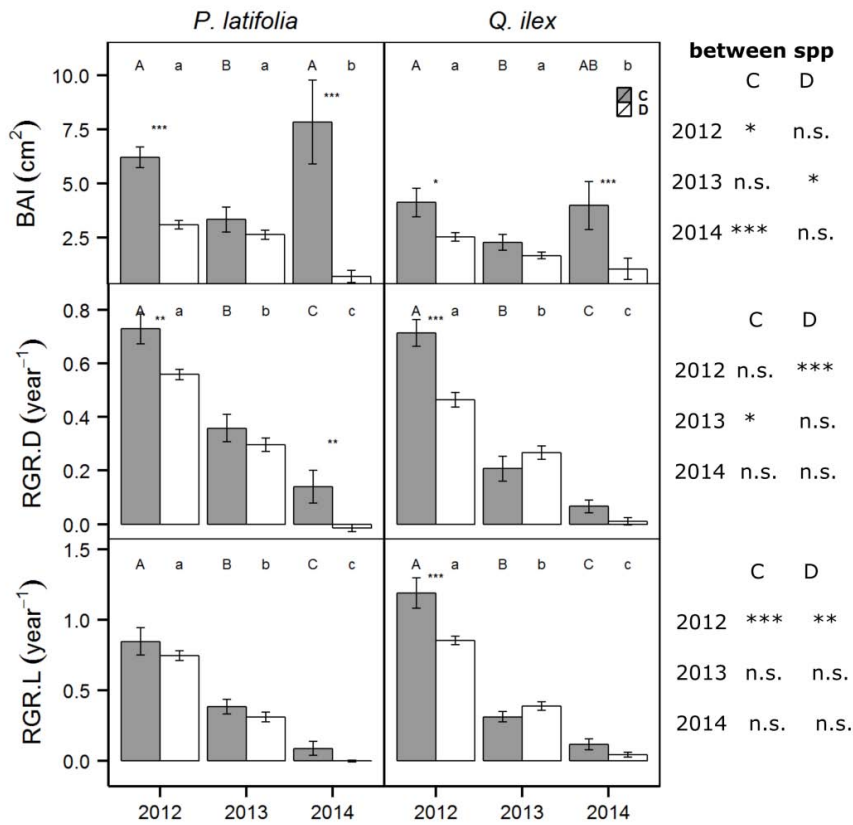 P. latifolia Q. ilex
between spp
C D
2012 * n.s.
2013 n.s. *
2014 *** n.s.
BAI (cm²)
10.0
7.5
5.0
2.5
A a B a A b
*** ***
A a B a AB b
C
D
* ***
C D
2012 n.s. ***
2013 * n.s.
2014 n.s. n.s.
RGR.D (year⁻¹)
0.8
0.6
0.4
0.2
0.0
A a B b C c
** **
A a B b C c
***
C D
2012 *** **
2013 n.s. n.s.
2014 n.s. n.s.
RGR.L (year⁻¹)
1.5
1.0
0.5
0.0
A a B b C c
A a B b C c
***
2012 2013 2014 2012 2013 2014